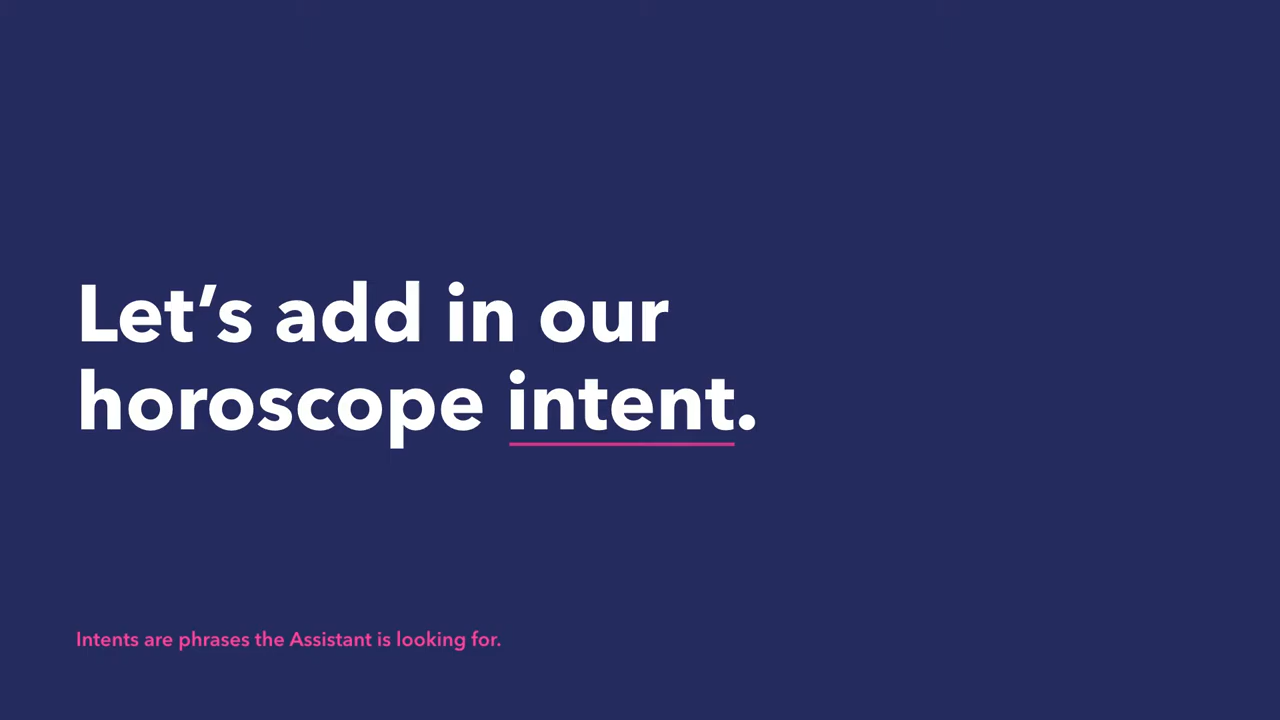 Let’s add in our
horoscope intent.
Intents are phrases the Assistant is looking for.